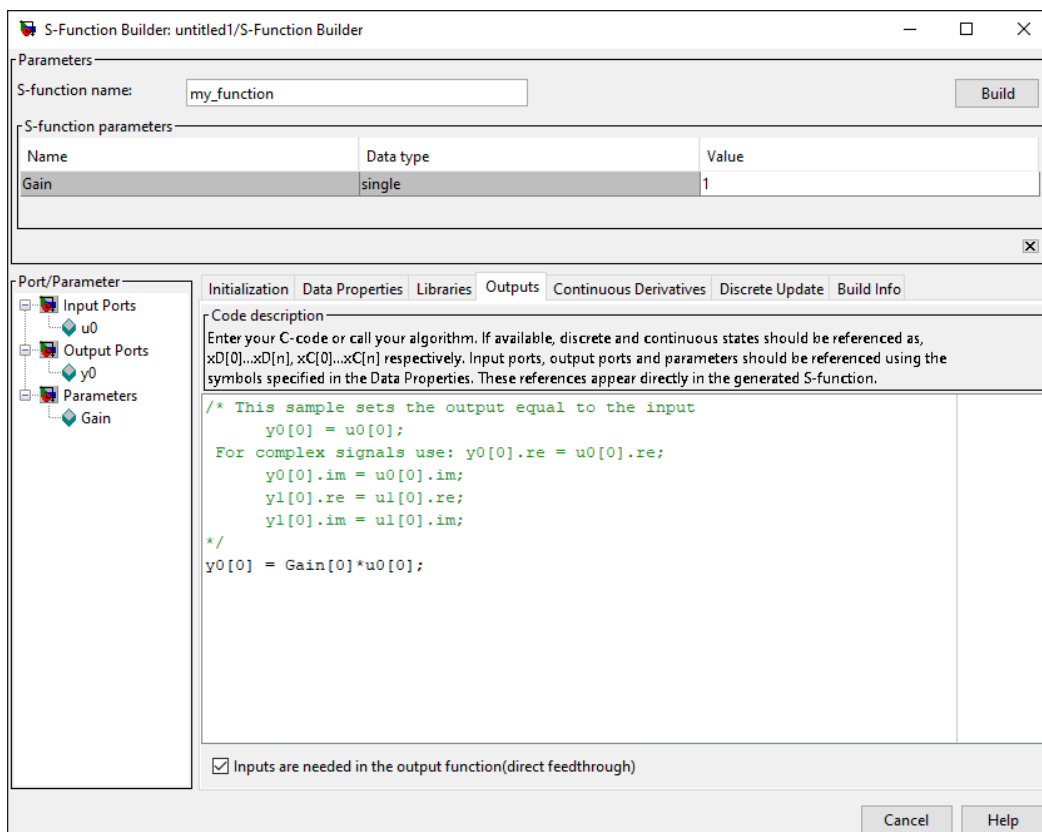 S-Function Builder: untitled1/S-Function Builder
Parameters
S-function name: my_function Build
S-function parameters
Name Data type Value
Gain single 1
Port/Parameter
Input Ports
u0
Output Ports
y0
Parameters
Gain
Initialization Data Properties Libraries Outputs Continuous Derivatives Discrete Update Build Info
Code description
Enter your C-code or call your algorithm. If available, discrete and continuous states should be referenced as,
xD[0]...xD[n], xC[0]...xC[n] respectively. Input ports, output ports and parameters should be referenced using the
symbols specified in the Data Properties. These references appear directly in the generated S-function.
/* This sample sets the output equal to the input
y0[0] = u0[0];
For complex signals use: y0[0].re = u0[0].re;
y0[0].im = u0[0].im;
y1[0].re = u1[0].re;
y1[0].im = u1[0].im;
*/
y0[0] = Gain[0]*u0[0];
Inputs are needed in the output function(direct feedthrough)
Cancel Help